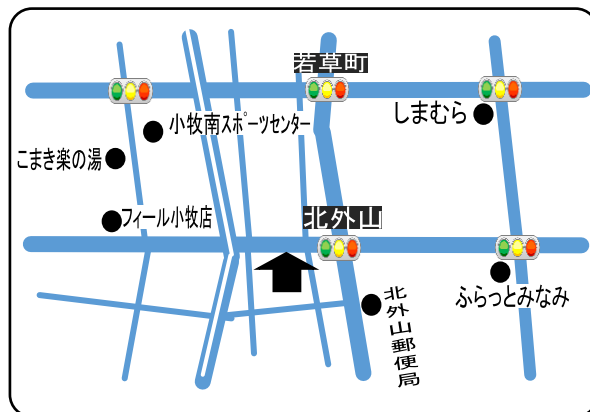 若草町
しまむら
小牧南スポーツセンター
こまき楽の湯
フィール小牧店
北外山
ふらっとみなみ
北外山郵便局